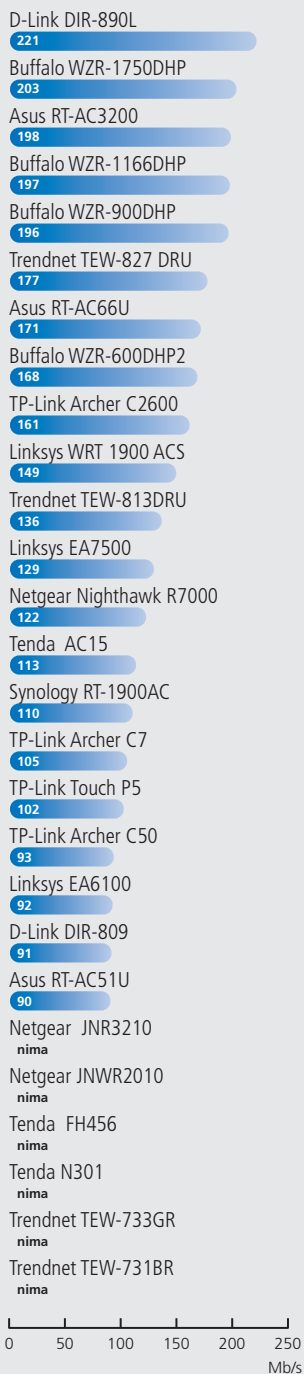 D-Link DIR-890L
221
Buffalo WZR-1750DHP
203
Asus RT-AC3200
198
Buffalo WZR-1166DHP
197
Buffalo WZR-900DHP
196
Trendnet TEW-827 DRU
177
Asus RT-AC66U
171
Buffalo WZR-600DHP2
168
TP-Link Archer C2600
161
Linksys WRT 1900 ACS
149
Trendnet TEW-813DRU
136
Linksys EA7500
129
Netgear Nighthawk R7000
122
Tenda AC15
113
Synology RT-1900AC
110
TP-Link Archer C7
105
TP-Link Touch P5
102
TP-Link Archer C50
93
Linksys EA6100
92
D-Link DIR-809
91
Asus RT-AC51U
90
Netgear JNR3210
nima
Netgear JNWR2010
nima
Tenda FH456
nima
Tenda N301
nima
Trendnet TEW-733GR
nima
Trendnet TEW-731BR
nima
0 50 100 150 200 250
Mb/s